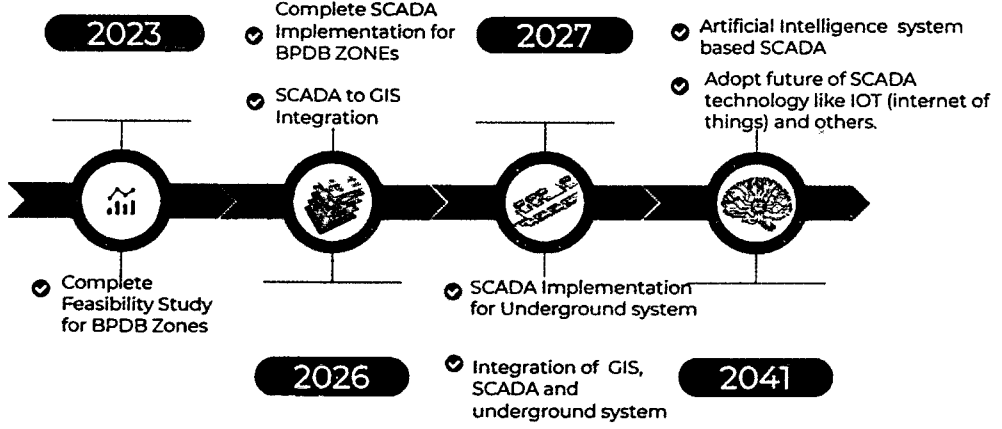 2023
Complete
Feasibility Study
for BPDB Zones
Complete SCADA
Implementation for
BPDB ZONEs
SCADA to GIS
Integration
2026
2027
SCADA Implementation
for Underground system
Integration of GIS,
SCADA and
underground system
Artificial Intelligence system
based SCADA
Adopt future of SCADA
technology like IOT (internet of
things) and others.
2041